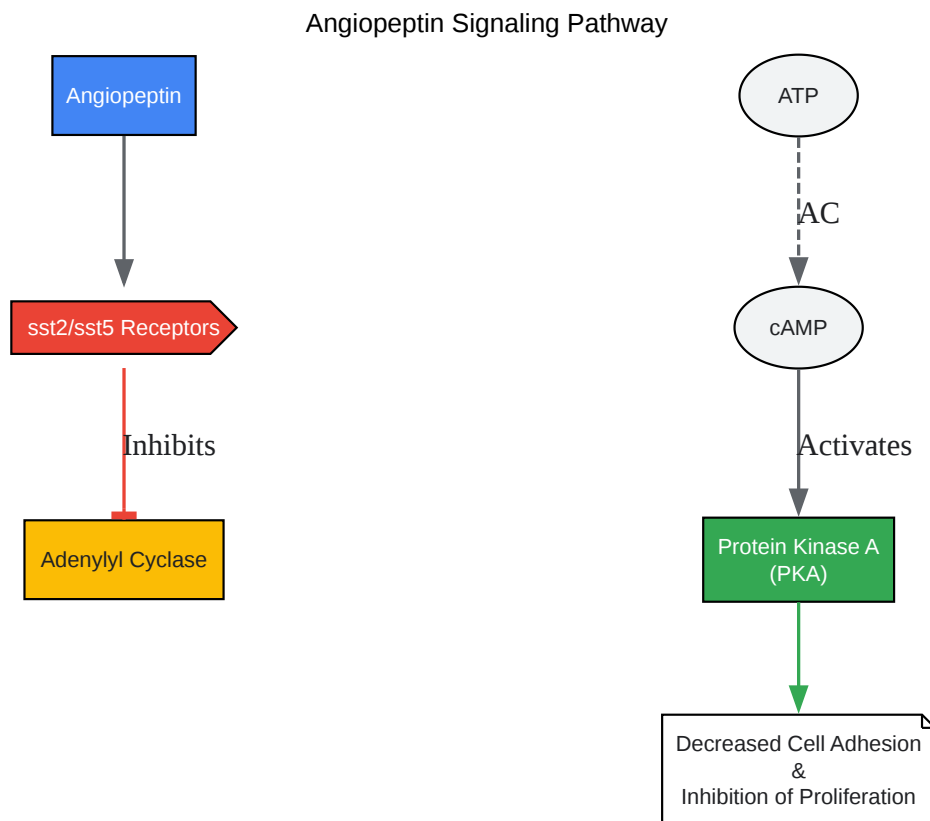 Angiopeptin Signaling Pathway
Angiopeptin
ATP
AC
sst2/sst5 Receptors
cAMP
Inhibits
Activates
Adenylyl Cyclase
Protein Kinase A
(PKA)
Decreased Cell Adhesion
&
Inhibition of Proliferation